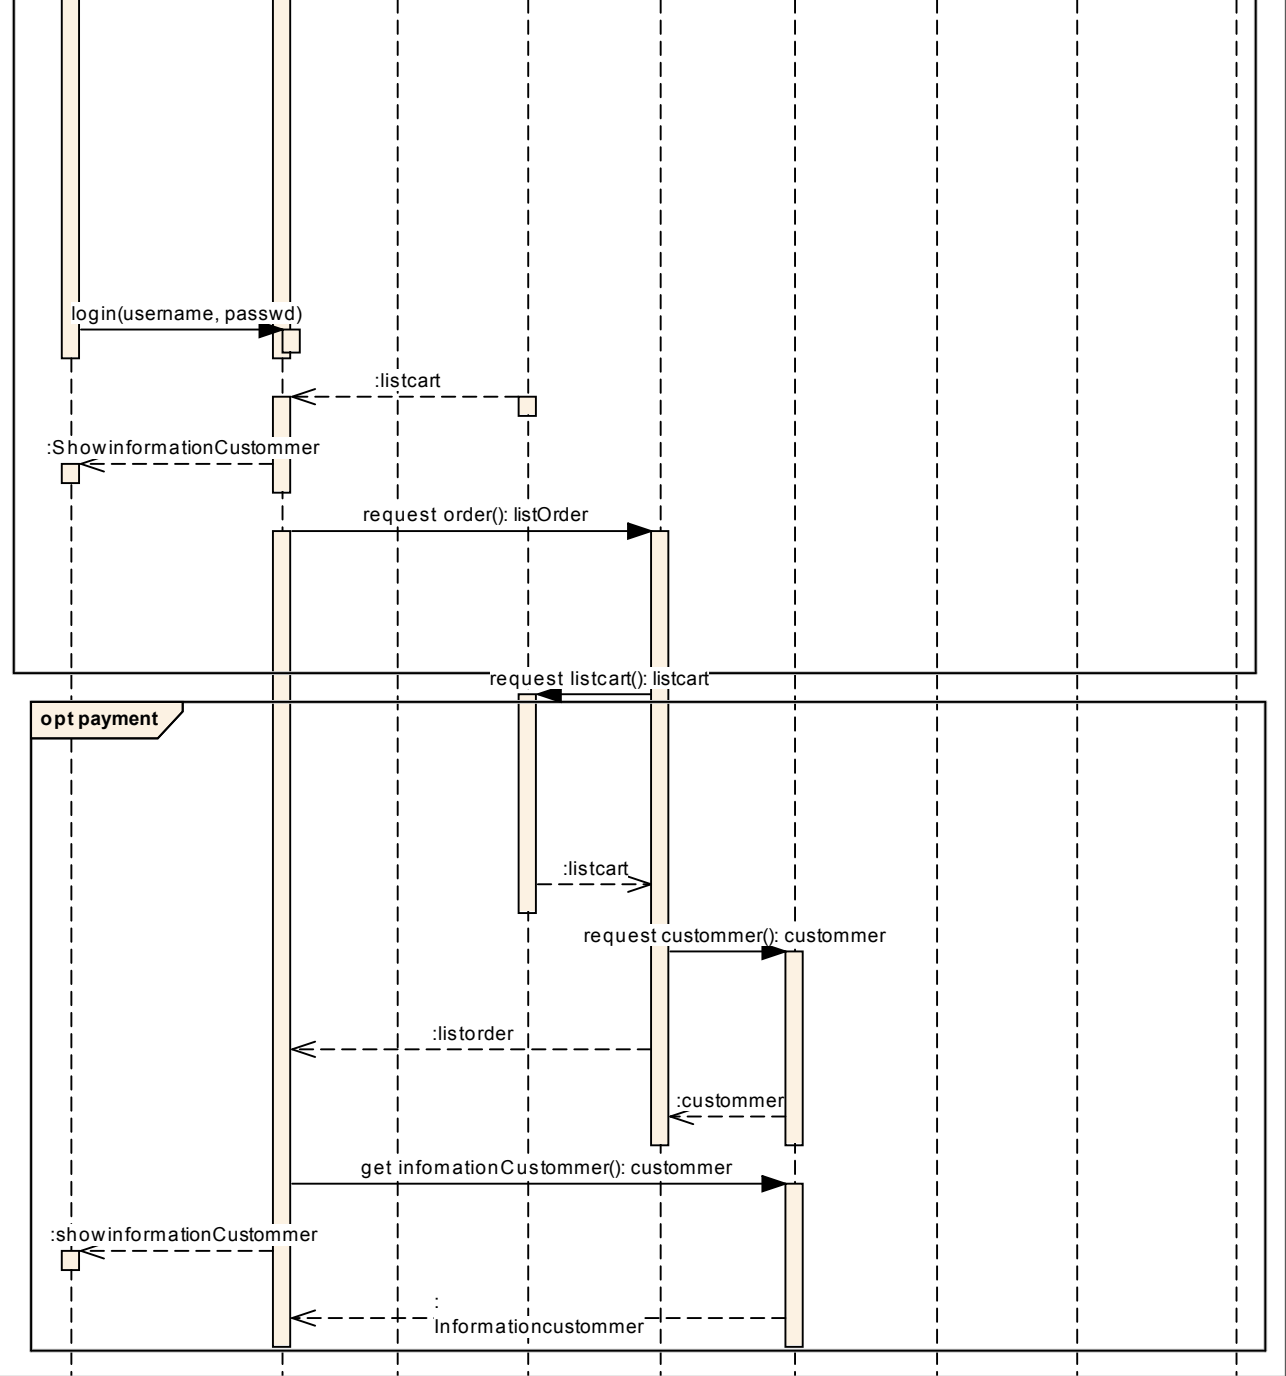 login(username, passwd)
:listcart
:ShowinformationCustommer
request order(): listOrder
request listcart(): listcart
opt payment
:listcart
request custommer(): custommer
:listorder
:custommer
get infomationCustommer(): custommer
:showinformationCustommer
:
Informationcustommer